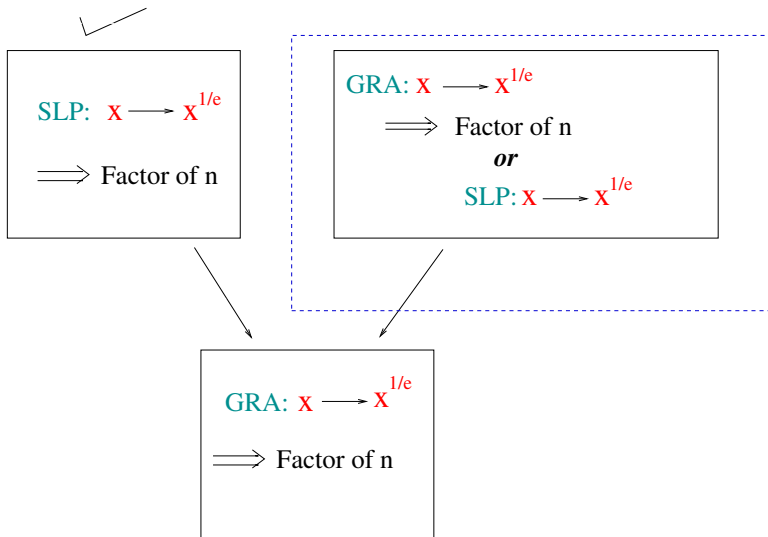 SLP: x ⟶ x^{1/e}
⟹ Factor of n
GRA: x ⟶ x^{1/e}
⟹ Factor of n
or
SLP: x ⟶ x^{1/e}
GRA: x ⟶ x^{1/e}
⟹ Factor of n